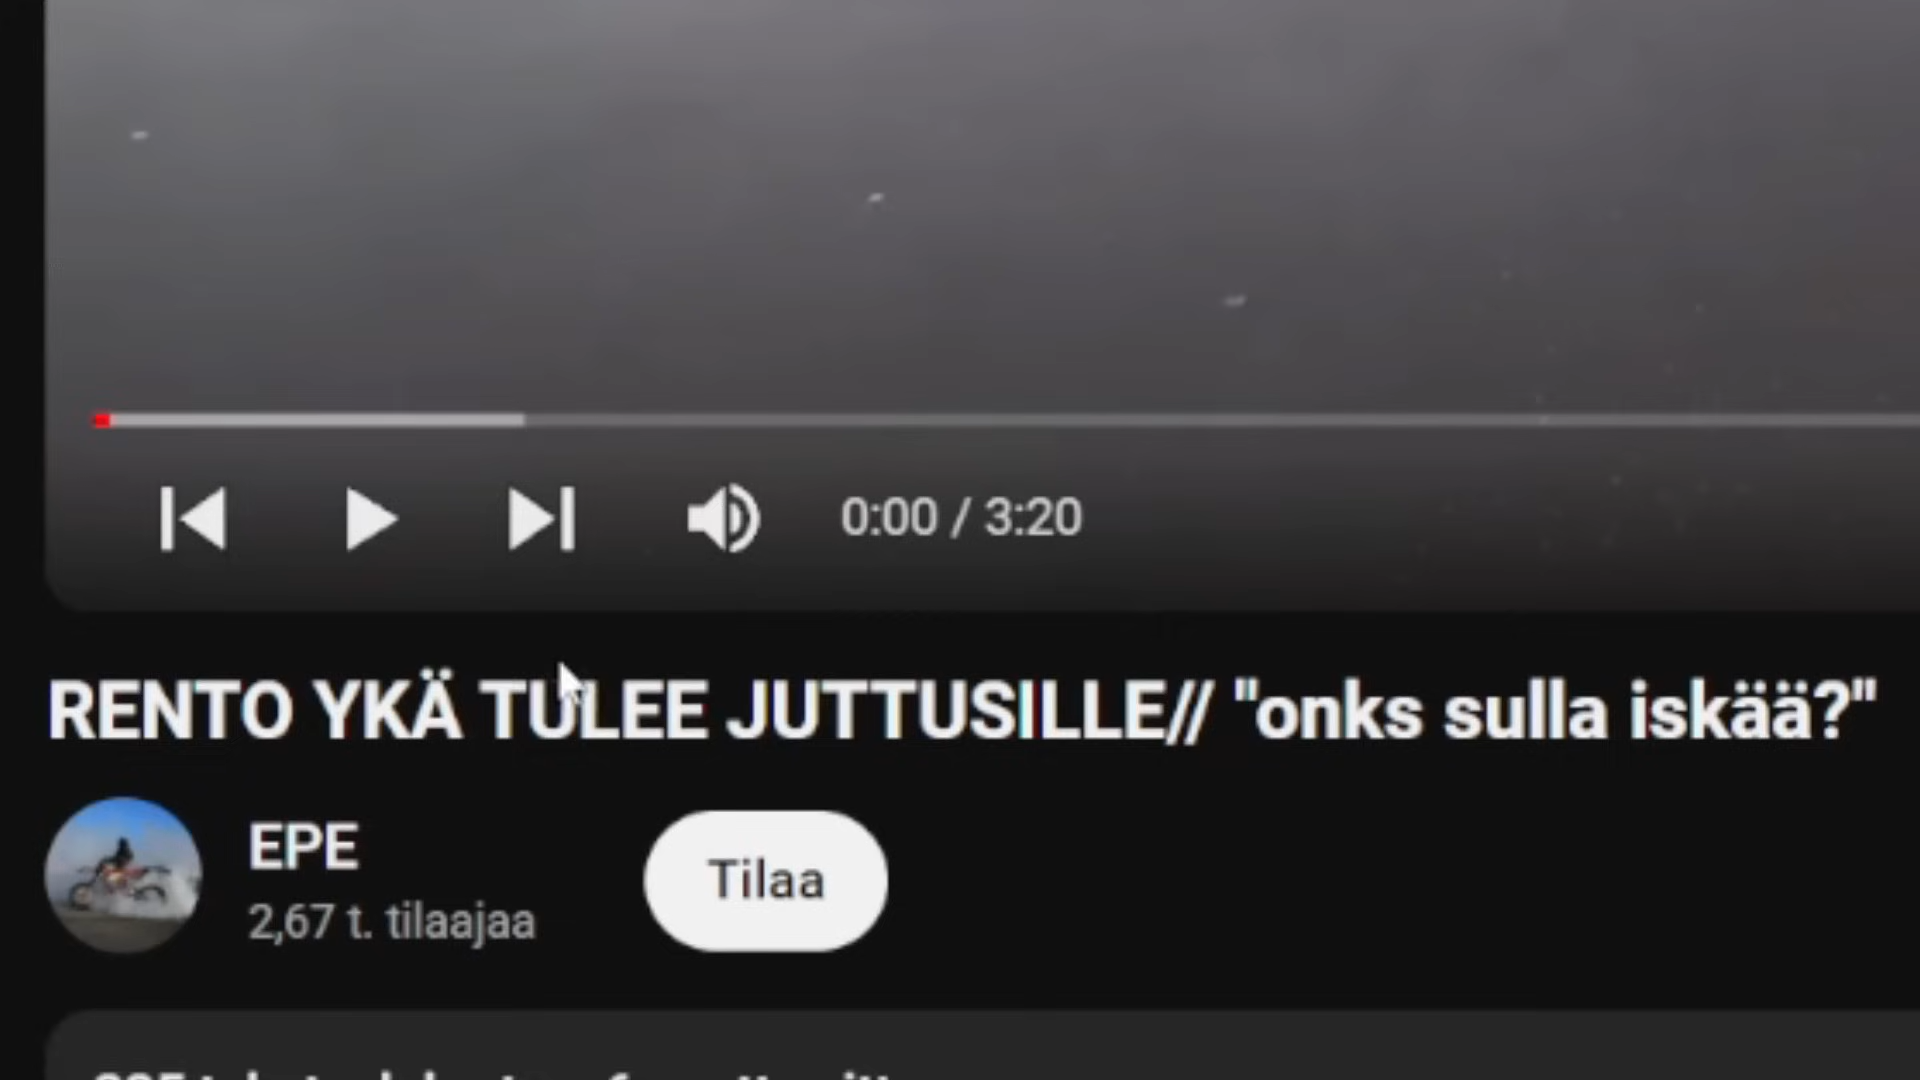 0:00 / 3:20
RENTO YKÄ TULEE JUTTUSILLE// "onks sulla iskää?"
EPE
2,67 t. tilaajaa
Tilaa